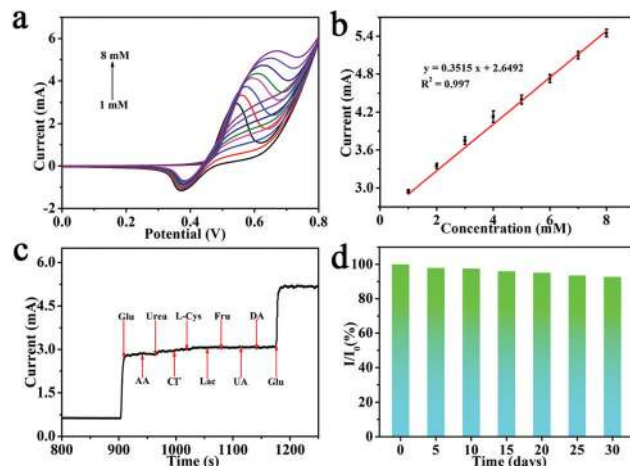 a
8 mM
1 mM
Current (mA)
6
4
2
0
-2
0.0 0.2 0.4 0.6 0.8
Potential (V)
b
y = 0.3515 x + 2.6492
R² = 0.997
Current (mA)
5.4
4.8
4.2
3.6
3.0
0 2 4 6 8
Concentration (mM)
c
Current (mA)
6.0
4.5
3.0
1.5
0.0
Glu Urea L-Cys Fru DA
AA Cl⁻ Lac UA Glu
800 900 1000 1100 1200
Time (s)
d
I/I₀(%)
100
80
60
40
20
0
0 5 10 15 20 25 30
Time (days)